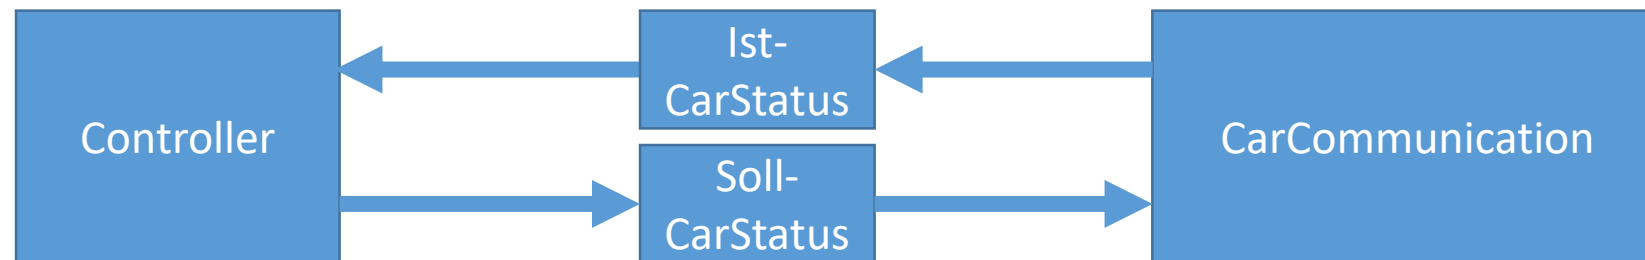 Controller
Ist-
CarStatus
Soll-
CarStatus
CarCommunication